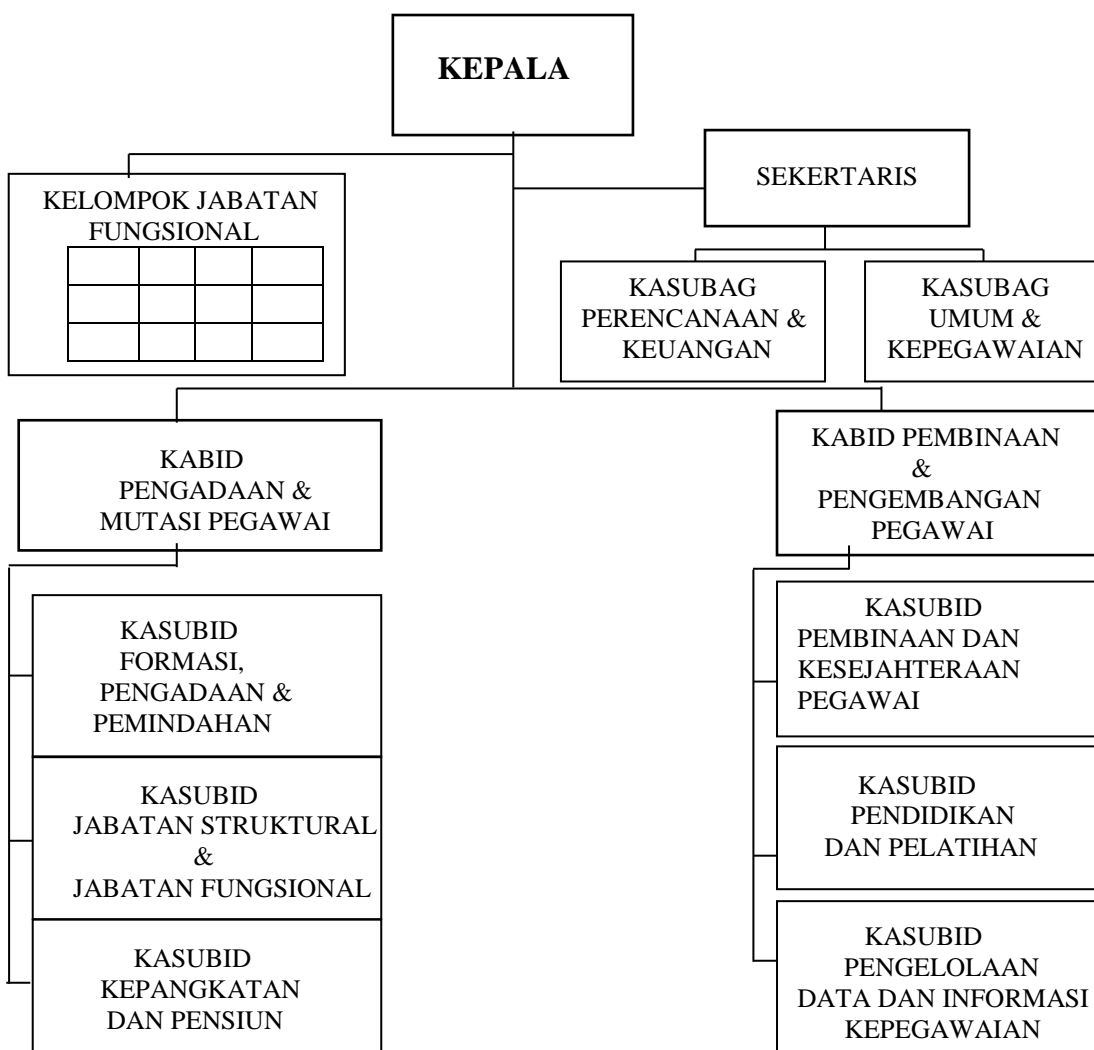 KEPALA
SEKERTARIS
KELOMPOK JABATAN
FUNGSIONAL
KASUBAG
PERENCANAAN &
KEUANGAN
KASUBAG
UMUM &
KEPEGAWAIAN
KABID
PENGADAAN &
MUTASI PEGAWAI
KABID PEMBINAAN
&
PENGEMBANGAN
PEGAWAI
KASUBID
FORMASI,
PENGADAAN &
PEMINDAHAN
KASUBID
JABATAN STRUKTURAL
&
JABATAN FUNGSIONAL
KASUBID
KEPANGKATAN
DAN PENSIUN
KASUBID
PEMBINAAN DAN
KESEJAHTERAAN
PEGAWAI
KASUBID
PENDIDIKAN
DAN PELATIHAN
KASUBID
PENGELOLAAN
DATA DAN INFORMASI
KEPEGAWAIAN